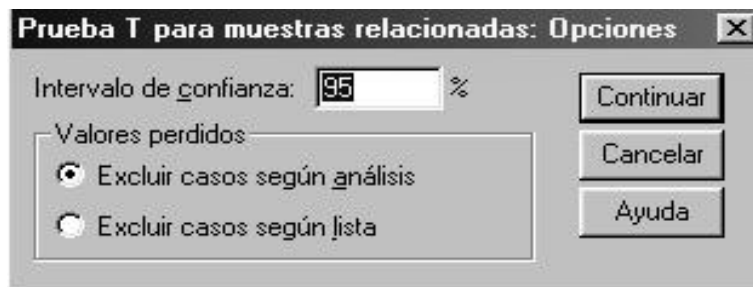 Prueba T para muestras relacionadas: Opciones
Intervalo de confianza: 95 %
Valores perdidos
Excluir casos según análisis
Excluir casos según lista
Continuar
Cancelar
Ayuda